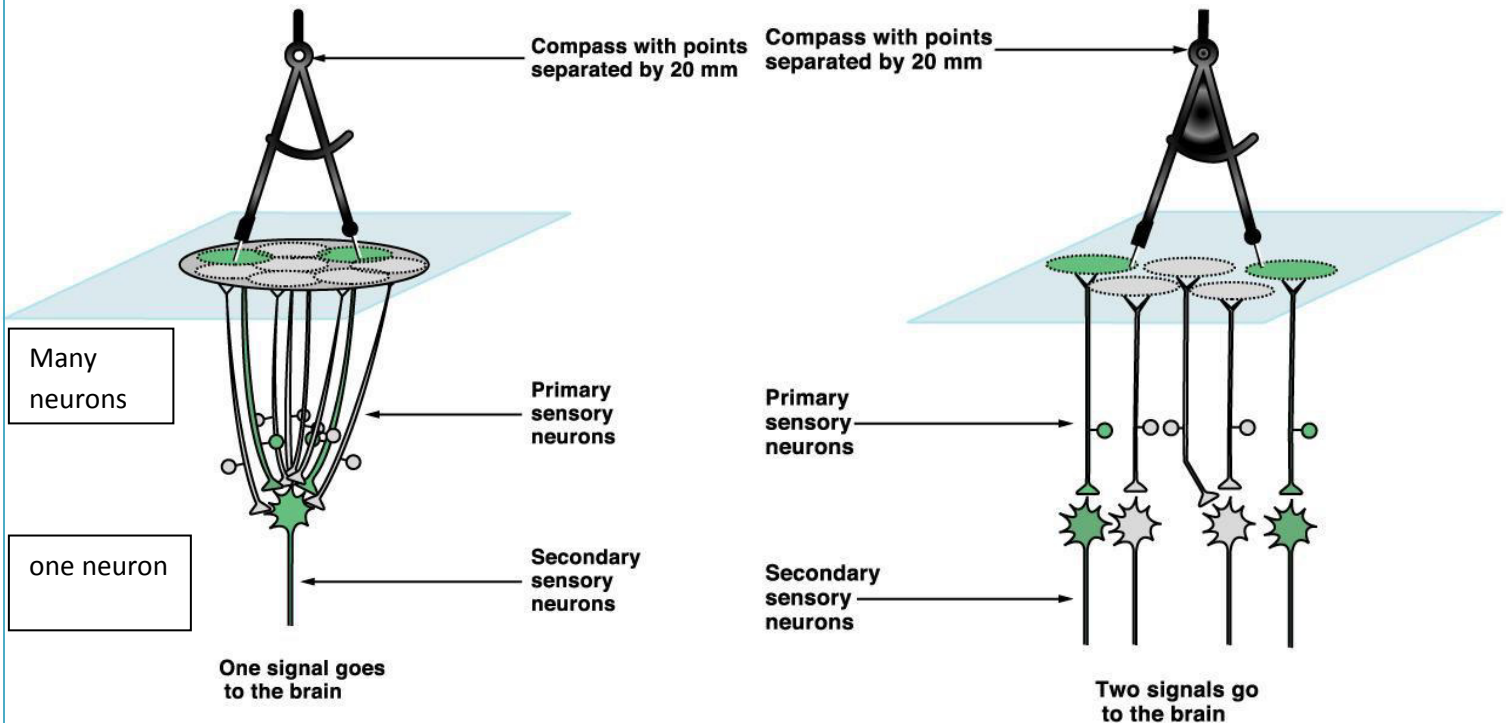 Compass with points
separated by 20 mm
Many
neurons
Primary
sensory
neurons
one neuron
Secondary
sensory
neurons
One signal goes
to the brain
Compass with points
separated by 20 mm
Primary
sensory
neurons
Secondary
sensory
neurons
Two signals go
to the brain